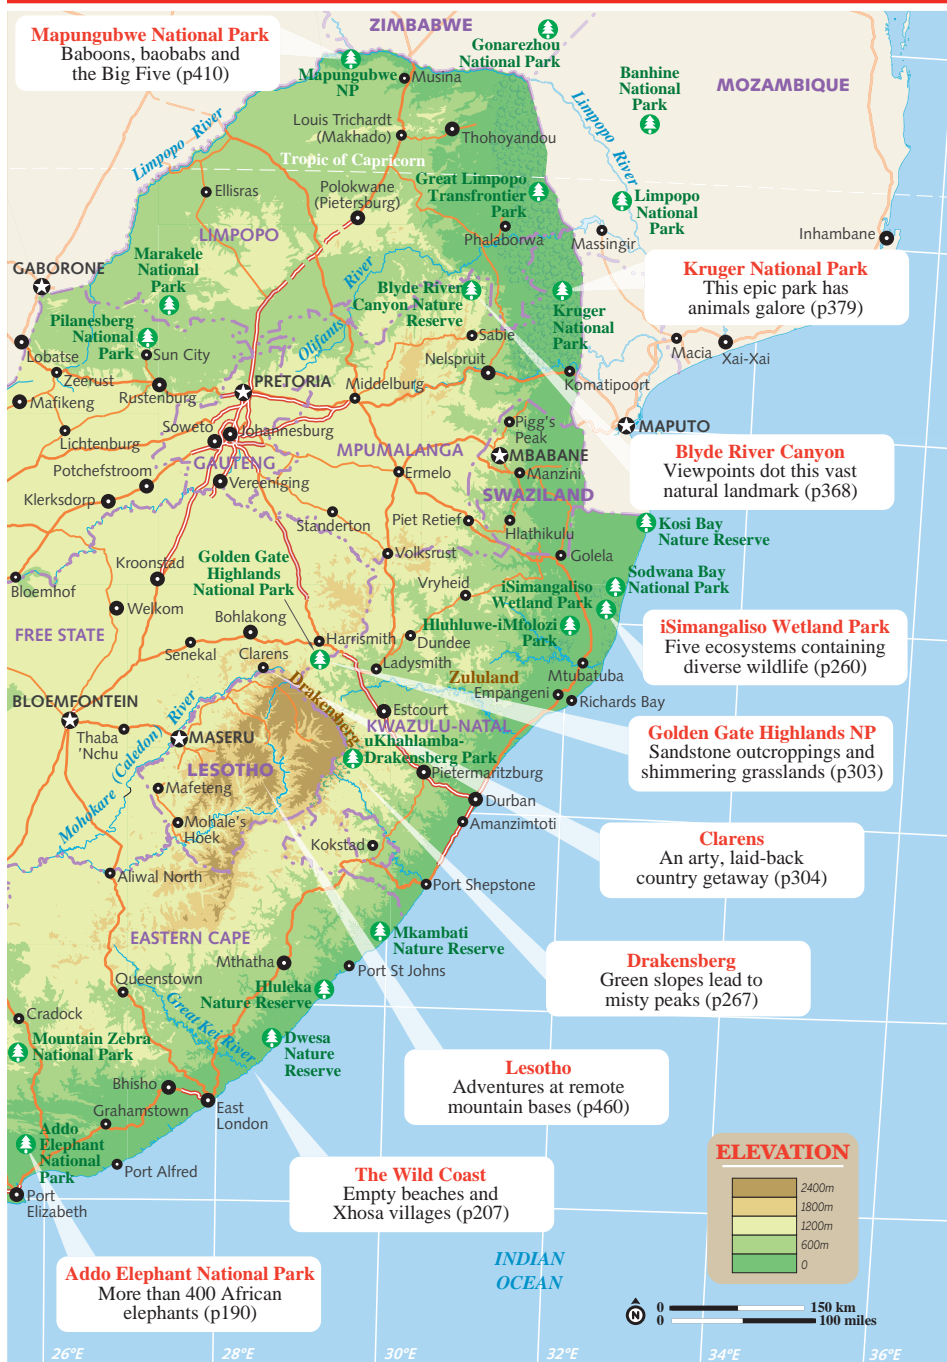 ZIMBABWE
Mapungubwe National Park
Baboons, baobabs and
the Big Five (p410)
Gonarezhou
National Park
Mapungubwe
NP
Musina
Banhine
National
Park
MOZAMBIQUE
Limpopo River
Louis Trichardt
(Makhado)
Thohoyandou
Limpopo River
Tropic of Capricorn
Ellisras
Polokwane
(Pietersburg)
Great Limpopo
Transfrontier
Park
Limpopo
National
Park
LIMPOPO
Phalaborwa
Massingir
Inhambane
GABORONE
Marakele
National
Park
Olifants River
Blyde River
Canyon Nature
Reserve
Kruger National Park
This epic park has
animals galore (p379)
Kruger
National
Park
Pilanesberg
National
Park
Sabie
Lobatse
Sun City
Nelspruit
Macia
Xai-Xai
Zeerust
Rustenburg
PRETORIA
Middelburg
Komatipoort
Mafikeng
Soweto
Johannesburg
Pigg's
Peak
MAPUTO
Lichtenburg
GAUTENG
MPUMALANGA
MBABANE
Blyde River Canyon
Viewpoints dot this vast
natural landmark (p368)
Potchefstroom
Vereeniging
Ermelo
Manzini
Klerksdorp
SWAZILAND
Standerton
Piet Retief
Hlathikulu
Kosi Bay
Nature Reserve
Kroonstad
Golden Gate
Highlands
National Park
Volksrust
Golela
Bloemhof
Vryheid
iSimangaliso
Wetland Park
Sodwana Bay
National Park
Welkom
Bohlakong
Hluhluwe-iMfolozi
Park
iSimangaliso Wetland Park
Five ecosystems containing
diverse wildlife (p260)
FREE STATE
Harrismith
Dundee
Senekal
Clarens
Ladysmith
Zululand
Mtubatuba
BLOEMFONTEIN
Drakensberg
Empangeni
Richards Bay
Estcourt
KWAZULU-NATAL
Golden Gate Highlands NP
Sandstone outcroppings and
shimmering grasslands (p303)
Thaba
'Nchu
MASERU
uKhahlamba-
Drakensberg Park
LESOTHO
Pietermaritzburg
Mohokare (Caledon) River
Mafeteng
Durban
Mohale's
Hoek
Amanzimtoti
Clarens
An arty, laid-back
country getaway (p304)
Kokstad
Aliwal North
Port Shepstone
EASTERN CAPE
Mkambati
Nature Reserve
Drakensberg
Green slopes lead to
misty peaks (p267)
Mthatha
Port St Johns
Queenstown
Hluleka
Nature Reserve
Cradock
Great Kei River
Mountain Zebra
National Park
Dwesa
Nature
Reserve
Lesotho
Adventures at remote
mountain bases (p460)
Bhisho
Grahamstown
East
London
Addo
Elephant
National
Park
Port Alfred
The Wild Coast
Empty beaches and
Xhosa villages (p207)
Port
Elizabeth
ELEVATION
2400m
1800m
1200m
600m
0
INDIAN
OCEAN
Addo Elephant National Park
More than 400 African
elephants (p190)
N
0 150 km
0 100 miles
26°E 28°E 30°E 32°E 34°E 36°E